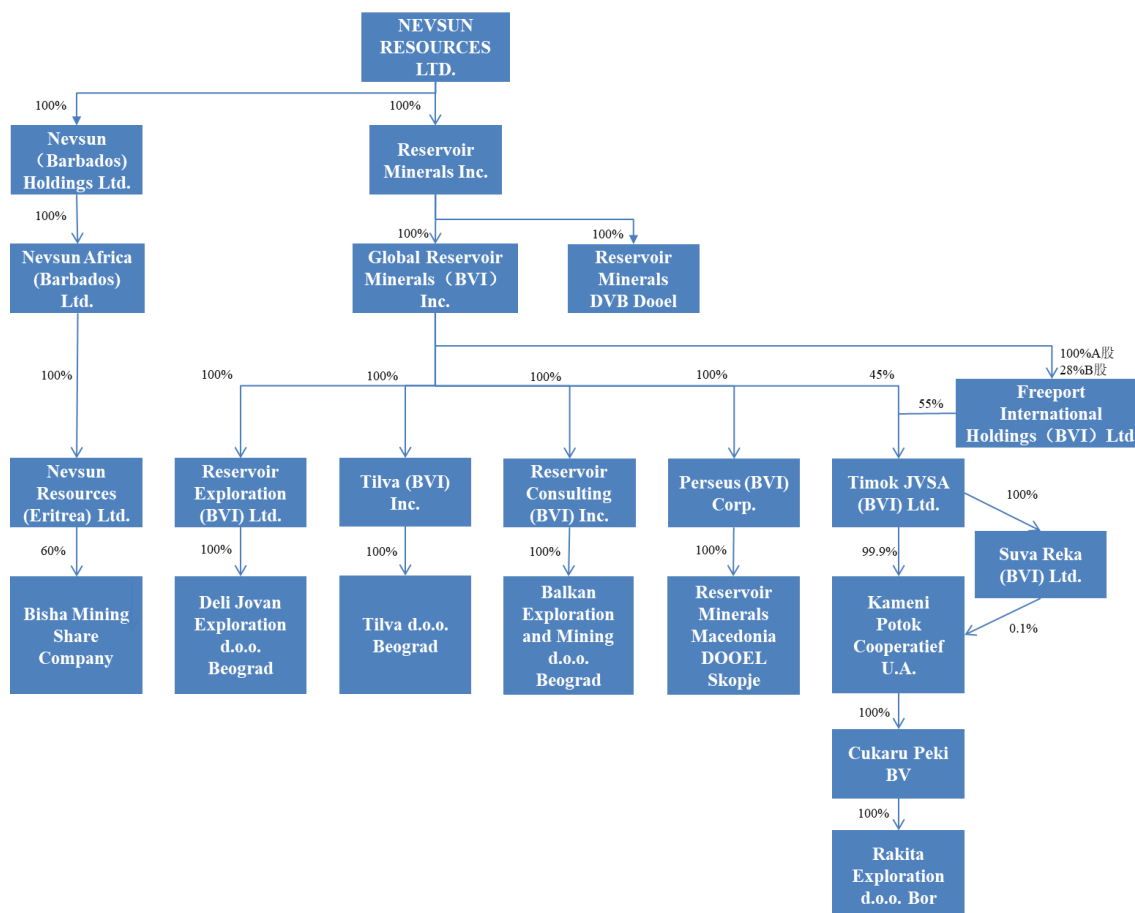 NEVSUN
RESOURCES
LTD.
100%
100%
Nevsun
（Barbados)
Holdings Ltd.
Reservoir
Minerals Inc.
100%
100%
100%
Nevsun Africa
(Barbados)
Ltd.
Global Reservoir
Minerals（BVI）
Inc.
Reservoir
Minerals
DVB Dooel
100%A股
28%B股
100%
100%
100%
100%
100%
45%
55%
Freeport
International
Holdings（BVI）Ltd
Nevsun
Resources
(Eritrea) Ltd.
Reservoir
Exploration
(BVI) Ltd.
Tilva (BVI)
Inc.
Reservoir
Consulting
(BVI) Inc.
Perseus (BVI)
Corp.
Timok JVSA
(BVI) Ltd.
100%
60%
100%
100%
100%
100%
99.9%
Suva Reka
(BVI) Ltd.
Bisha Mining
Share
Company
Deli Jovan
Exploration
d.o.o.
Beograd
Tilva d.o.o.
Beograd
Balkan
Exploration
and Mining
d.o.o.
Beograd
Reservoir
Minerals
Macedonia
DOOEL
Skopje
Kameni
Potok
Cooperatief
U.A.
0.1%
100%
Cukaru Peki
BV
100%
Rakita
Exploration
d.o.o. Bor